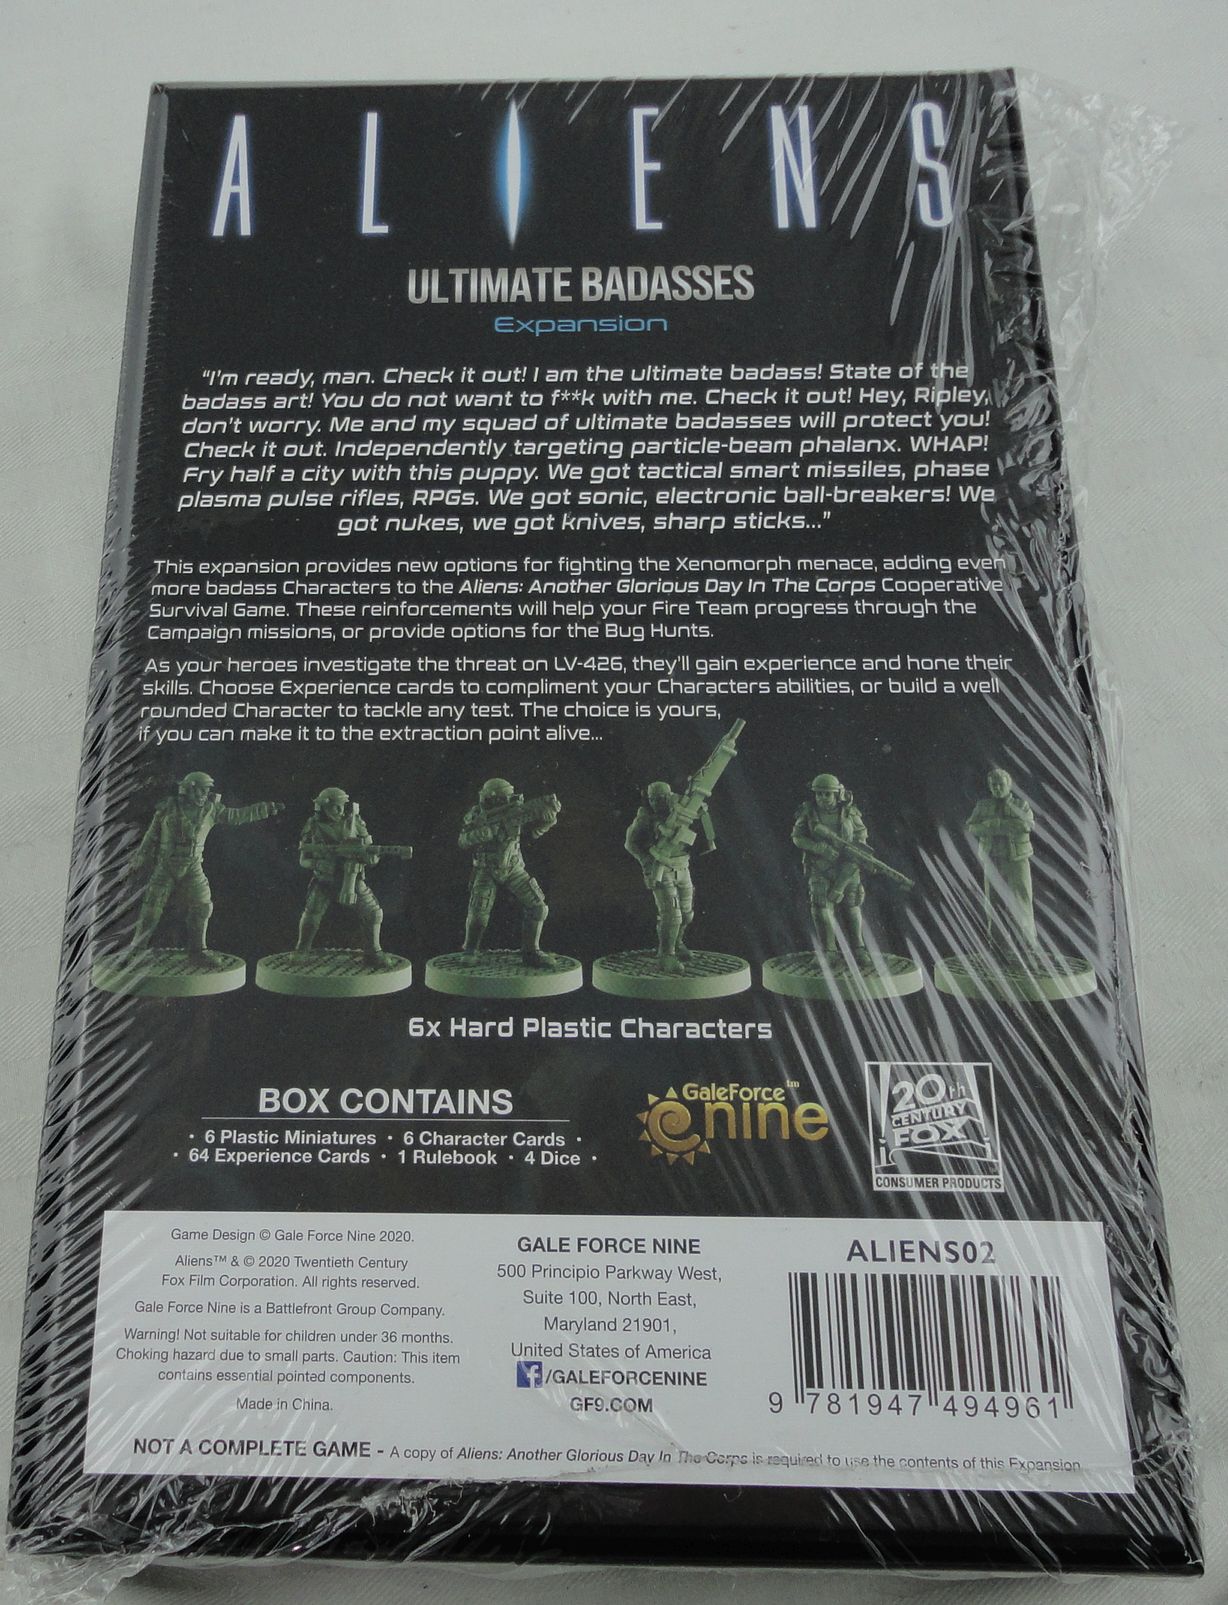 ALIENS
ULTIMATE BADASSES
Expansion
"I'm ready, man. Check it out! I am the ultimate badass! State of the
badass art! You do not want to f**k with me. Check it out! Hey, Ripley,
don't worry. Me and my squad of ultimate badasses will protect you!
Check it out. Independently targeting particle-beam phalanx. WHAP!
Fry half a city with this puppy. We got tactical smart missiles, phase
plasma pulse rifles, RPGs. We got sonic, electronic ball-breakers! We
got nukes, we got knives, sharp sticks..."
This expansion provides new options for fighting the Xenomorph menace, adding even
more badass Characters to the Aliens: Another Glorious Day In The Corps Cooperative
Survival Game. These reinforcements will help your Fire Team progress through the
Campaign missions, or provide options for the Bug Hunts.
As your heroes investigate the threat on LV-426, they'll gain experience and hone their
skills. Choose Experience cards to compliment your Characters abilities, or build a well
rounded Character to tackle any test. The choice is yours,
if you can make it to the extraction point alive...
6x Hard Plastic Characters
BOX CONTAINS
• 6 Plastic Miniatures • 6 Character Cards •
• 64 Experience Cards • 1 Rulebook • 4 Dice •
GaleForce™
nine
20th
CENTURY
FOX
CONSUMER PRODUCTS
Game Design © Gale Force Nine 2020.
Aliens™ & © 2020 Twentieth Century
Fox Film Corporation. All rights reserved.
Gale Force Nine is a Battlefront Group Company.
Warning! Not suitable for children under 36 months.
Choking hazard due to small parts. Caution: This item
contains essential pointed components.
Made in China.
GALE FORCE NINE
500 Principio Parkway West,
Suite 100, North East,
Maryland 21901,
United States of America
f/GALEFORCENINE
GF9.COM
ALIENS02
9 781947 494961
NOT A COMPLETE GAME - A copy of Aliens: Another Glorious Day In The Corps is required to use the contents of this Expansion